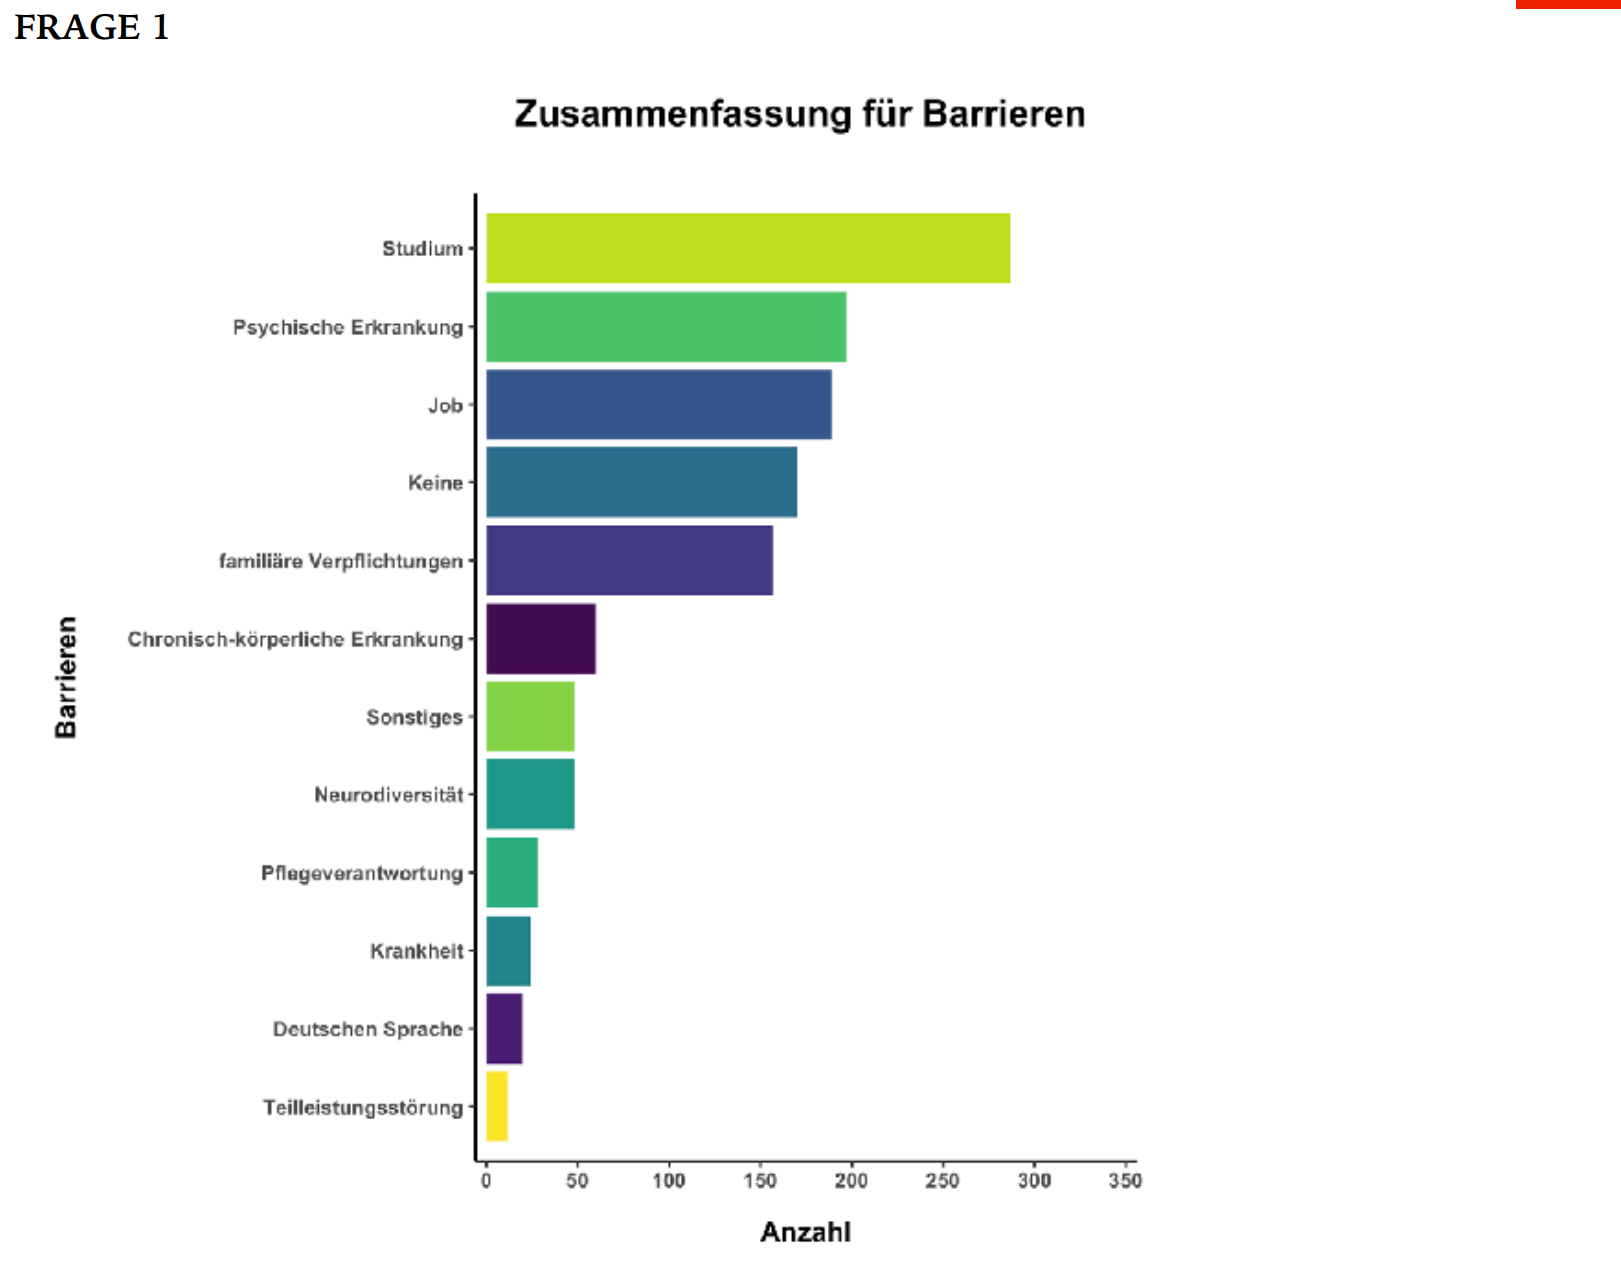 FRAGE 1
Zusammenfassung für Barrieren
Barrieren
Studium
Psychische Erkrankung
Job
Keine
familiäre Verpflichtungen
Chronisch-körperliche Erkrankung
Sonstiges
Neurodiversität
Pflegeverantwortung
Krankheit
Deutschen Sprache
Teilleistungsstörung
0 50 100 150 200 250 300 350
Anzahl